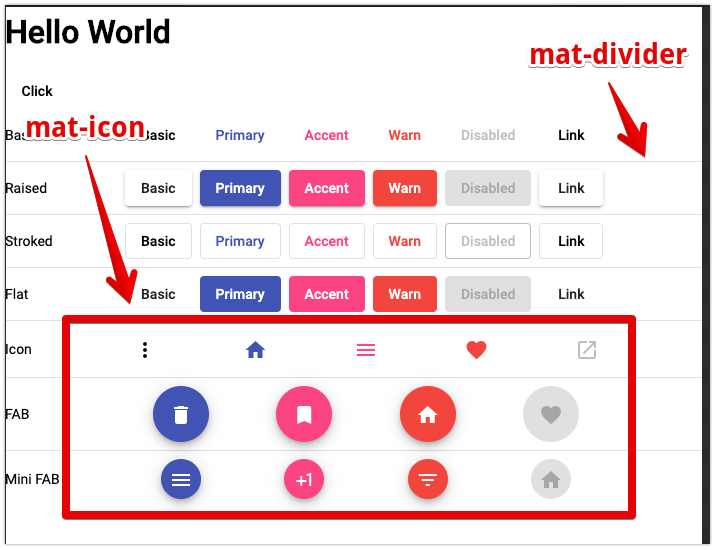 Hello World
mat-divider
Click
mat-icon
Basic Basic Primary Accent Warn Disabled Link
Raised Basic Primary Accent Warn Disabled Link
Stroked Basic Primary Accent Warn Disabled Link
Flat Basic Primary Accent Warn Disabled Link
Icon
FAB
Mini FAB +1